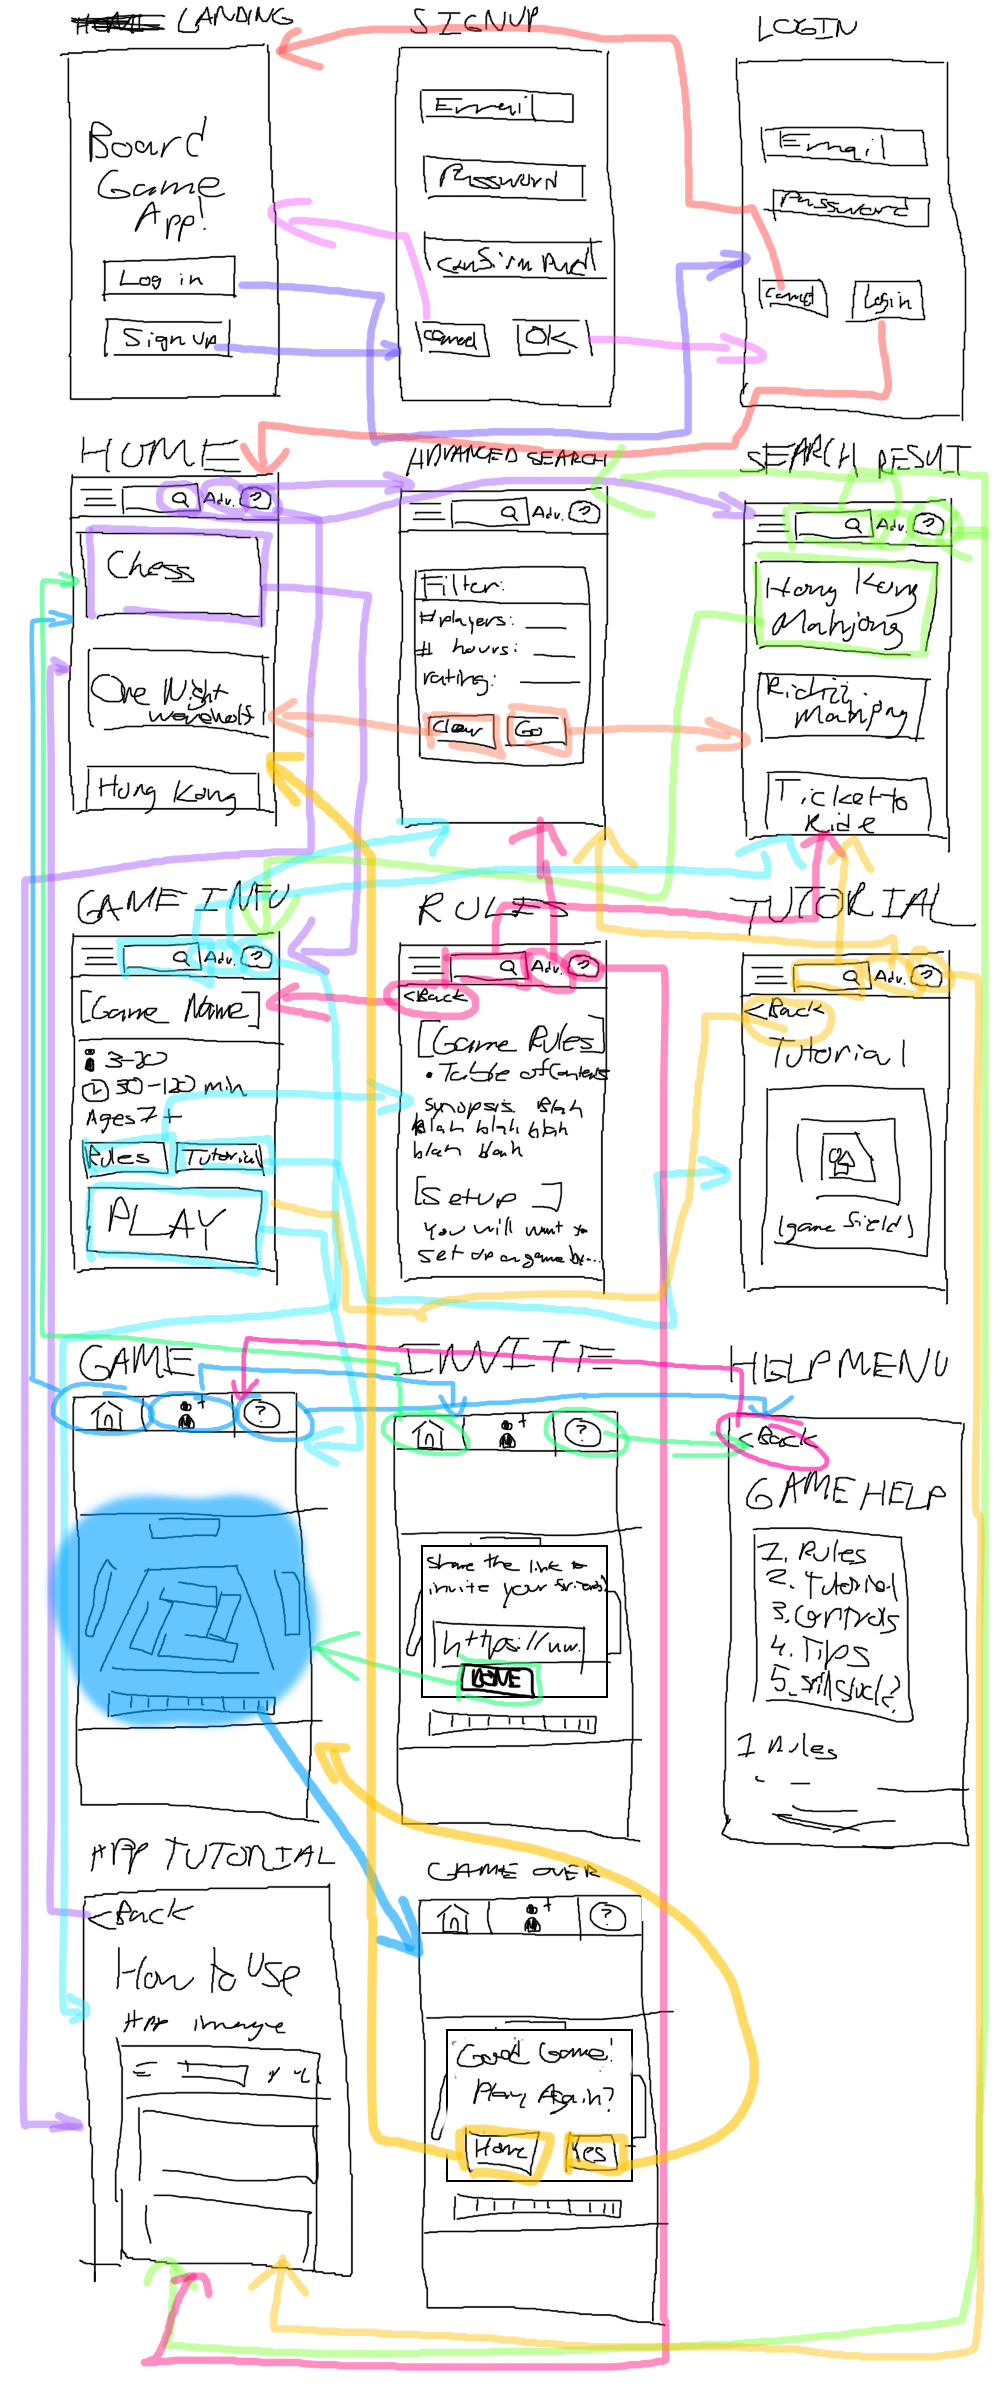 LANDING
SIGNUP
LOGIN
Board
Game
App!
Log in
Sign up
Email
Password
Confirm Pwd
Cancel
OK
Email
Password
Cancel
Login
HOME
ADVANCED SEARCH
SEARCH RESULT
Adv. ?
Chess
One Night
werewolf
Hong Kong
Adv. ?
Filter:
# players:
# hours:
rating:
Clear
Go
Adv. ?
Hong Kong
Mahjong
Riichi
Mahjong
Ticket to
Ride
GAME INFO
RULES
TUTORIAL
Adv. ?
[Game Name]
3-20
30-120 min
Ages 7+
Rules
Tutorial
PLAY
Adv. ?
<Back
[Game Rules]
• Table of Contents
Synopsis Blah
Blah blah blah
blah blah
[Setup]
You will want to
set up a game by...
Adv. ?
<Back
Tutorial
(game field)
GAME
INVITE
HELP MENU
?
?
Share the link to
invite your friends!
https://ww.
DONE
<Back
GAME HELP
1. Rules
2. Tutorial
3. Controls
4. Tips
5. Still stuck?
1 Rules
APP TUTORIAL
GAME OVER
<Back
How to Use
App image
?
Good Game!
Play Again?
Home
Yes